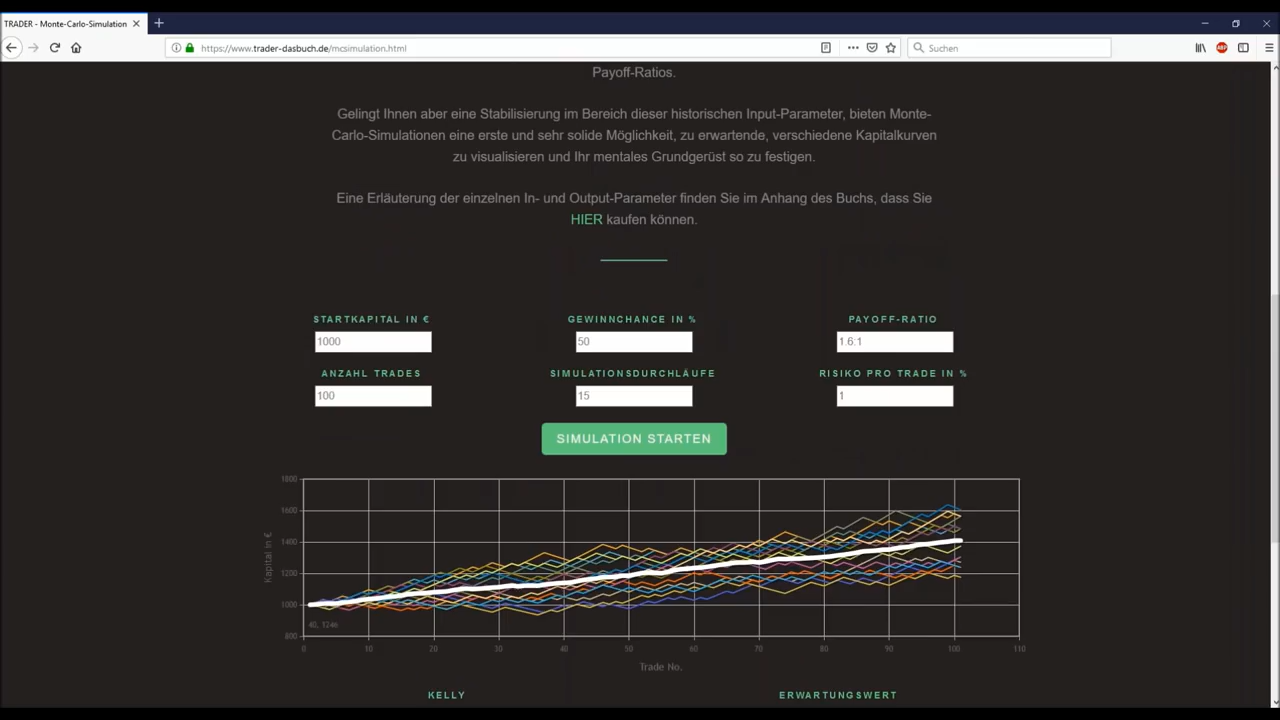 TRADER - Monte-Carlo-Simulation
https://www.trader-dasbuch.de/mcsimulation.html
Suchen
Payoff-Ratios.
Gelingt Ihnen aber eine Stabilisierung im Bereich dieser historischen Input-Parameter, bieten Monte-
Carlo-Simulationen eine erste und sehr solide Möglichkeit, zu erwartende, verschiedene Kapitalkurven
zu visualisieren und Ihr mentales Grundgerüst so zu festigen.
Eine Erläuterung der einzelnen In- und Output-Parameter finden Sie im Anhang des Buchs, dass Sie
HIER kaufen können.
STARTKAPITAL IN € GEWINNCHANCE IN % PAYOFF-RATIO
1000 50 1.6:1
ANZAHL TRADES SIMULATIONSDURCHLÄUFE RISIKO PRO TRADE IN %
100 15 1
SIMULATION STARTEN
1800
1600
1400
1200
1000
800
Kapital in €
40, 1246
0 10 20 30 40 50 60 70 80 90 100 110
Trade No.
KELLY ERWARTUNGSWERT